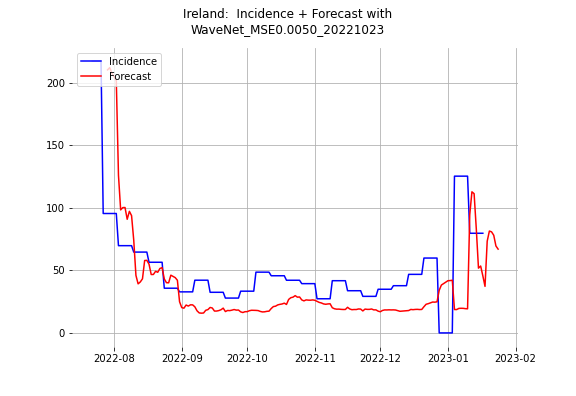 Ireland:  Incidence + Forecast with
WaveNet_MSE0.0050_20221023
Incidence
Forecast
200
150
100
50
0
2022-08 2022-09 2022-10 2022-11 2022-12 2023-01 2023-02